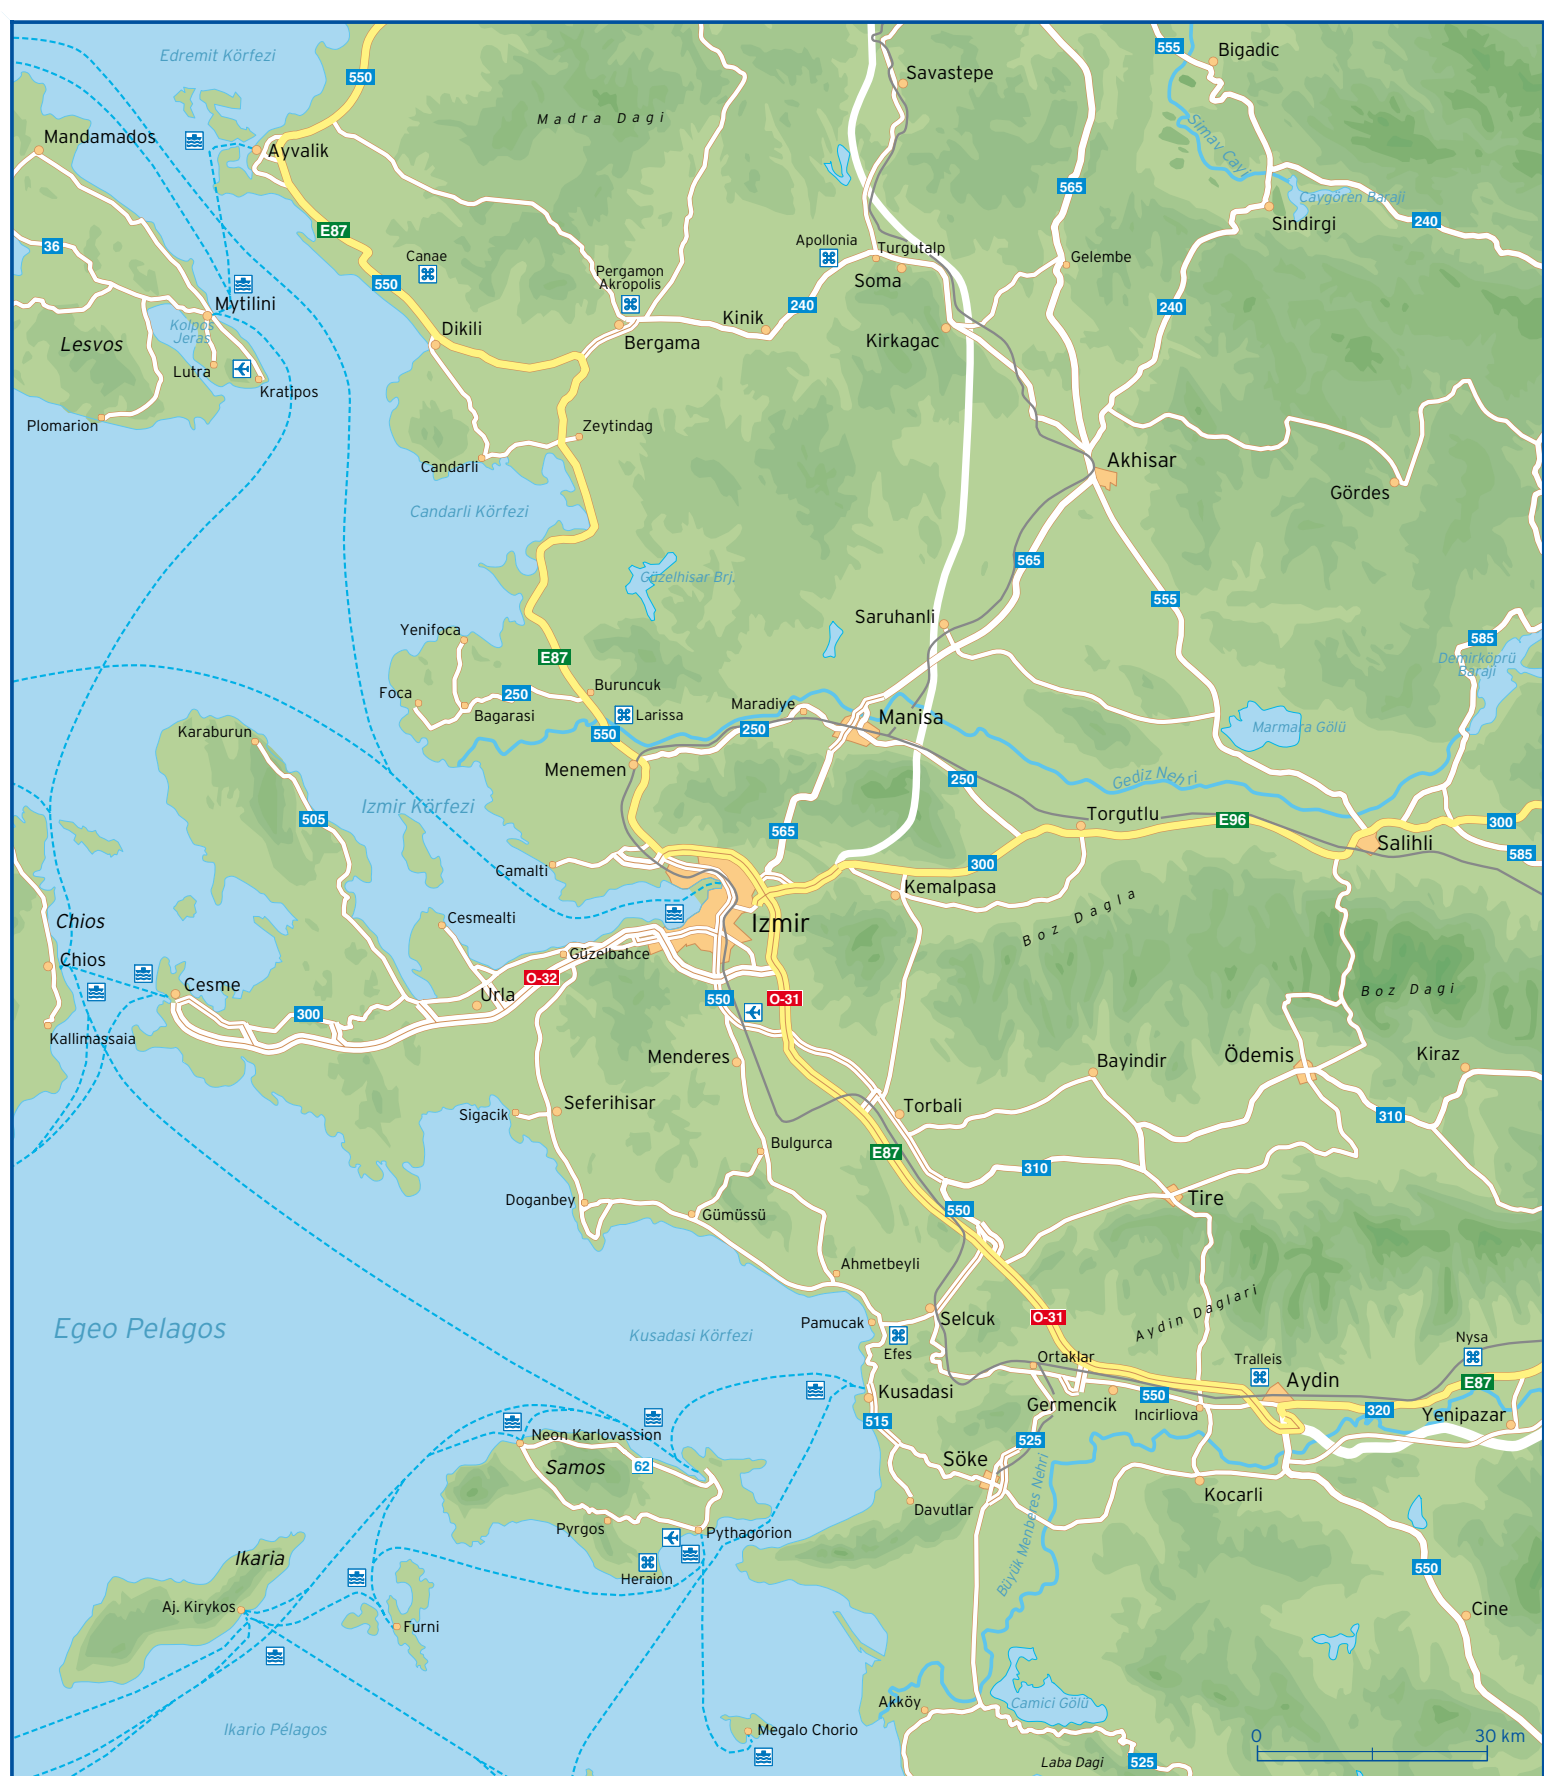 Edremit Körfezi
550
555
Bigadic
Savastepe
Madra Dagi
Mandamados
Ayvalik
Simav Cayi
565
Caygören Baraji
Sindirgi
240
36
E87
Canae
550
Apollonia
Turgutalp
Gelembe
Soma
Pergamon
Akropolis
Mytilini
240
240
Kolpos
Jeras
Lesvos
Dikili
Bergama
Kinik
Kirkagac
Lutra
Kratipos
Plomarion
Zeytindag
Candarli
Akhisar
Gördes
Candarli Körfezi
565
Güzelhisar Brj.
555
Saruhanli
Yenifoca
585
E87
Demirköprü
Baraji
Foca
250
Buruncuk
Bagarasi
Larissa
Maradiye
Manisa
Karaburun
550
250
Marmara Gölü
Menemen
250
Gediz Nehri
Izmir Körfezi
505
565
Torgutlu
E96
300
Salihli
585
Camalti
300
Kemalpasa
Boz Dagla
Chios
Cesmealti
Izmir
Chios
Güzelbahce
O-32
Cesme
Urla
550
O-31
Boz Dagi
300
Kallimassaia
Menderes
Bayindir
Ödemis
Kiraz
Sigacik
Seferihisar
Torbali
310
Bulgurca
E87
310
Doganbey
Gümüssü
550
Tire
Ahmetbeyli
Egeo Pelagos
Kusadasi Körfezi
Pamucak
Selcuk
O-31
Aydin Daglari
Efes
Ortaklar
Nysa
Tralleis
Aydin
E87
Kusadasi
Germencik
550
Incirliova
320
Yenipazar
515
Neon Karlovassion
525
62
Samos
Söke
Kocarli
Davutlar
Büyük Menberes Nehri
Pyrgos
Pythagorion
Ikaria
Heraion
550
Aj. Kirykos
Furni
Cine
Akköy
Camici Gölü
Ikario Pélagos
Megalo Chorio
0 30 km
Laba Dagi
525